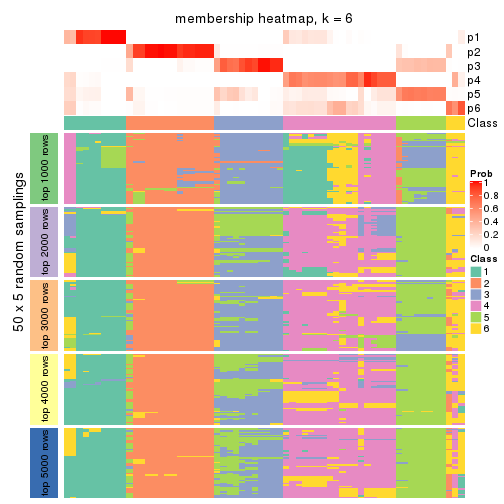 membership heatmap, k = 6
p1
p2
p3
p4
p5
p6
Class
50 x 5 random samplings
top 1000 rows
top 2000 rows
top 3000 rows
top 4000 rows
top 5000 rows
Prob
1
0.8
0.6
0.4
0.2
0
Class
1
2
3
4
5
6